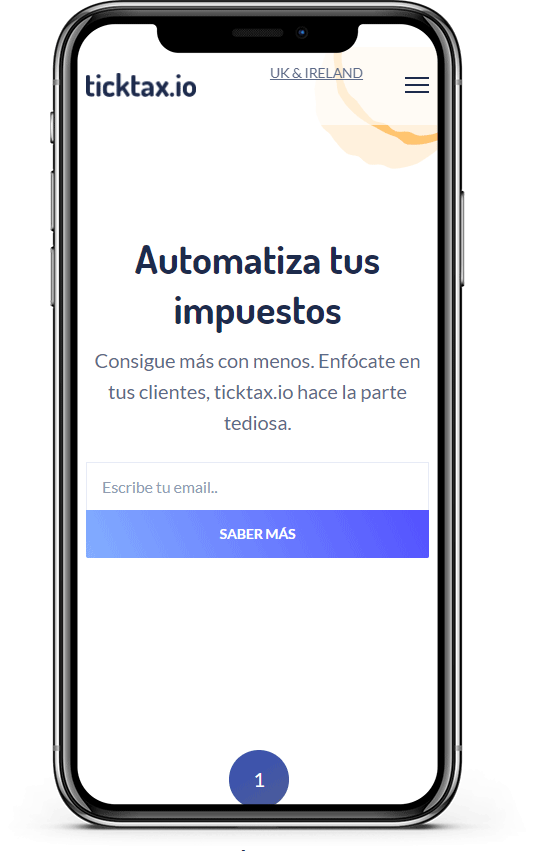 ticktax.io
UK & IRELAND
Automatiza tus
impuestos
Consigue más con menos. Enfócate en
tus clientes, ticktax.io hace la parte
tediosa.
Escribe tu email..
SABER MÁS
1